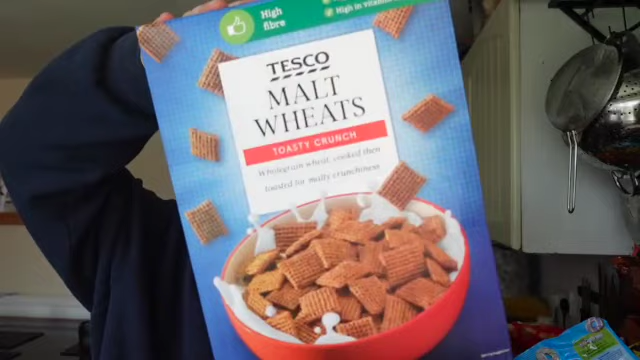 High
fibre
High in vitamin
TESCO
MALT
WHEATS
TOASTY CRUNCH
Wholegrain wheat, cooked then
toasted for malty crunchiness